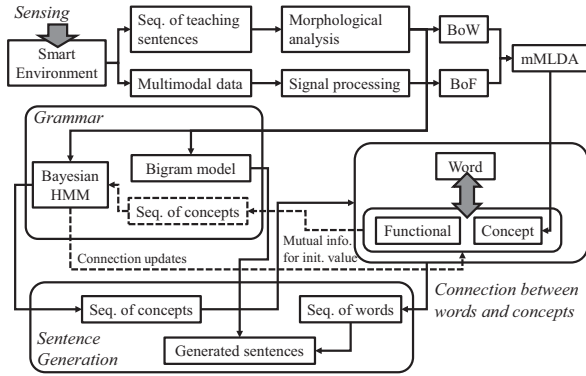 Sensing
Smart
Environment
Seq. of teaching
sentences
Morphological
analysis
BoW
mMLDA
Multimodal data
Signal processing
BoF
Grammar
Bayesian
HMM
Bigram model
Seq. of concepts
Word
Functional
Concept
Mutual info.
for init. value
Connection updates
Connection between
words and concepts
Seq. of concepts
Seq. of words
Sentence
Generation
Generated sentences